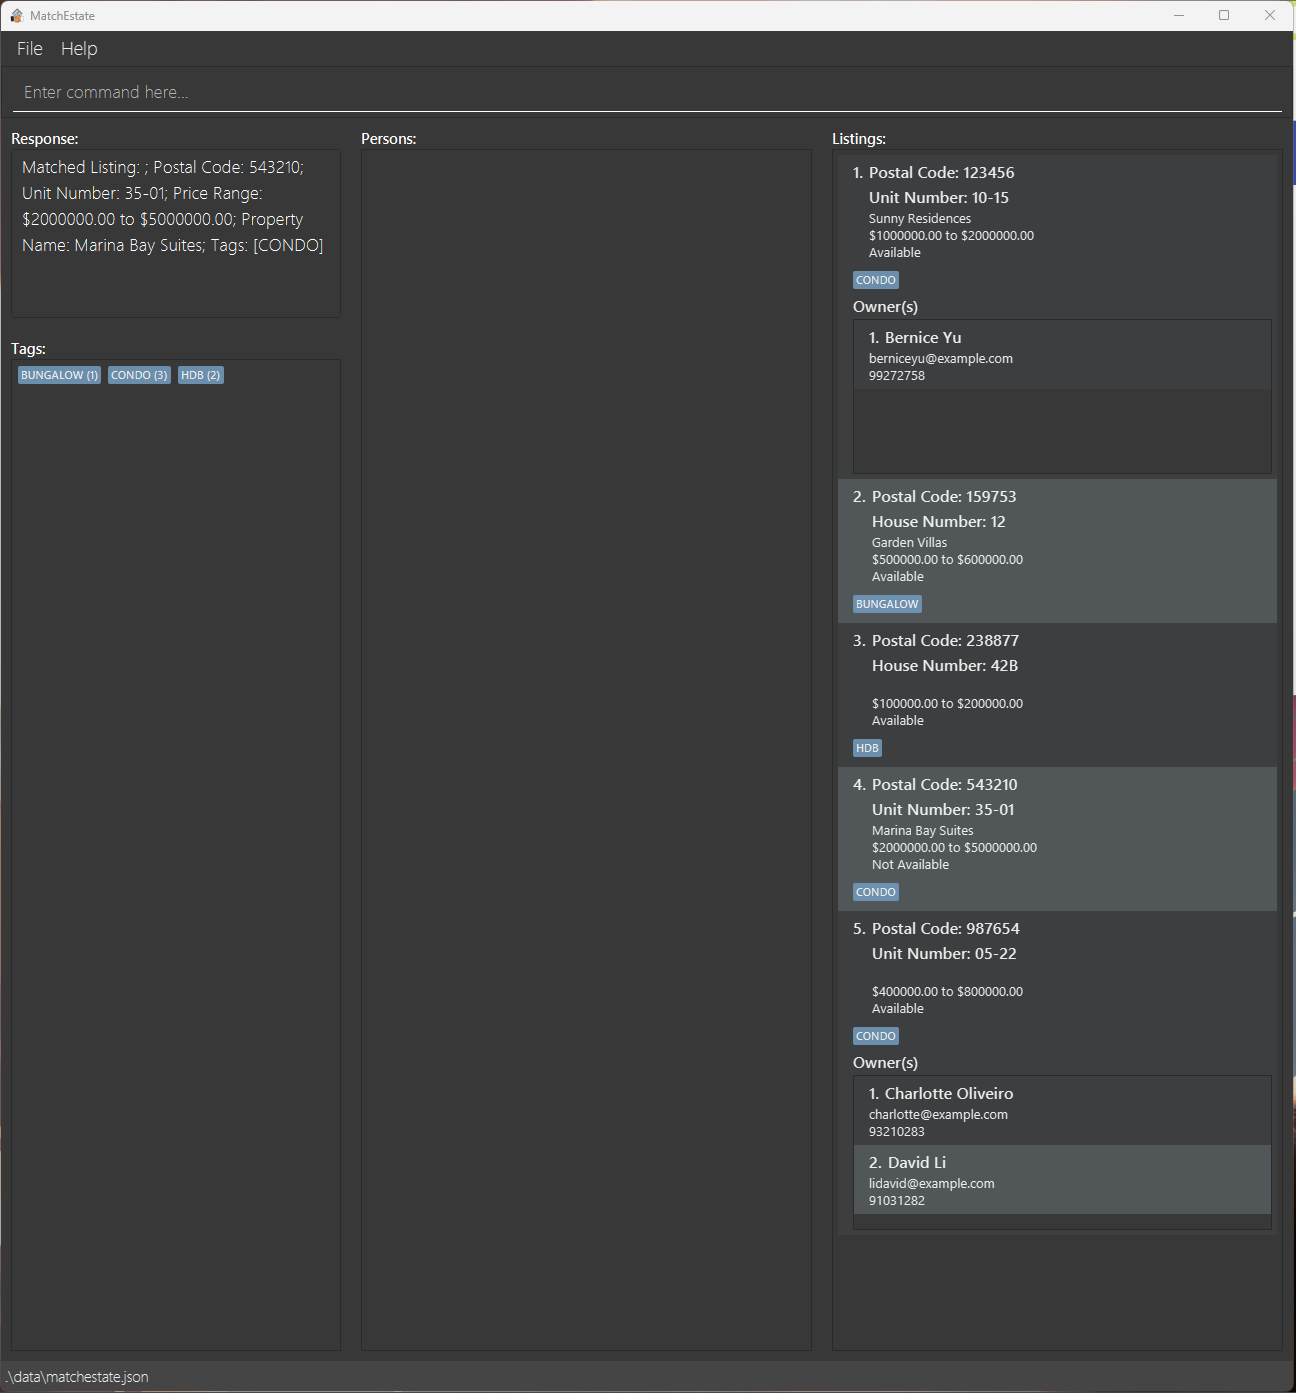 MatchEstate
File Help
Enter command here...
Response:
Matched Listing: ; Postal Code: 543210;
Unit Number: 35-01; Price Range:
$2000000.00 to $5000000.00; Property
Name: Marina Bay Suites; Tags: [CONDO]
Tags:
BUNGALOW (1) CONDO (3) HDB (2)
Persons:
Listings:
1. Postal Code: 123456
Unit Number: 10-15
Sunny Residences
$1000000.00 to $2000000.00
Available
CONDO
Owner(s)
1. Bernice Yu
berniceyu@example.com
99272758
2. Postal Code: 159753
House Number: 12
Garden Villas
$500000.00 to $600000.00
Available
BUNGALOW
3. Postal Code: 238877
House Number: 42B
$100000.00 to $200000.00
Available
HDB
4. Postal Code: 543210
Unit Number: 35-01
Marina Bay Suites
$2000000.00 to $5000000.00
Not Available
CONDO
5. Postal Code: 987654
Unit Number: 05-22
$400000.00 to $800000.00
Available
CONDO
Owner(s)
1. Charlotte Oliveiro
charlotte@example.com
93210283
2. David Li
lidavid@example.com
91031282
.\data\matchestate.json